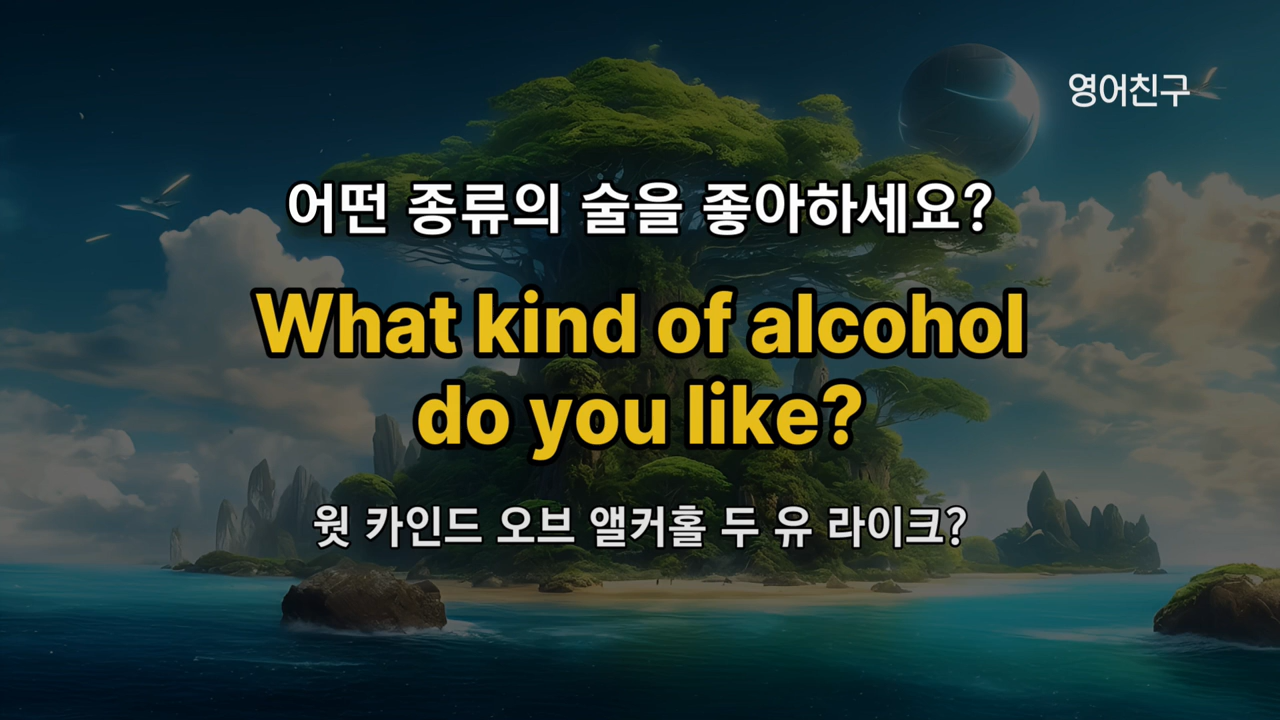 영어친구
어떤 종류의 술을 좋아하세요?
What kind of alcohol
do you like?
웟 카인드 오브 앨커홀 두 유 라이크?